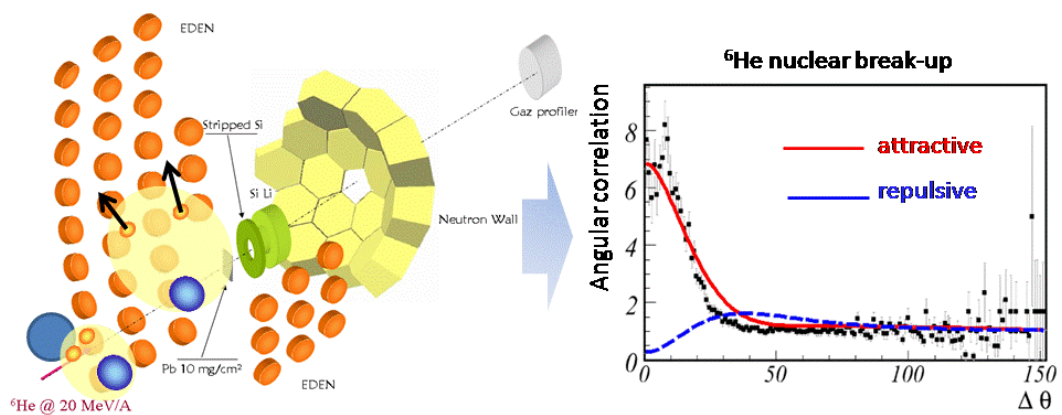 EDEN
Stripped Si
Si Li
Gaz profiler
Neutron Wall
Pb 10 mg/cm²
EDEN
⁶He @ 20 MeV/A
⁶He nuclear break-up
Angular correlation
8
6
4
2
0
attractive
repulsive
0
50
100
150
Δ θ